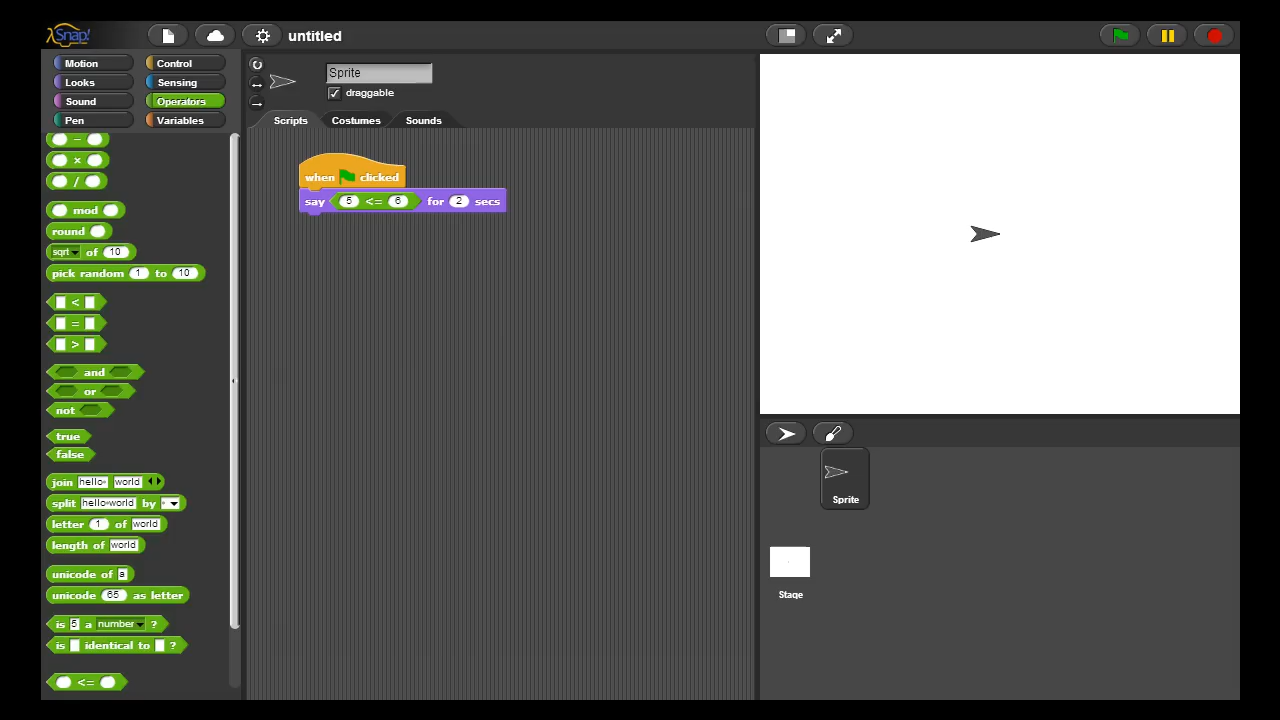 Snap!
untitled
Motion Control
Looks Sensing
Sound Operators
Pen Variables
Sprite
draggable
Scripts Costumes Sounds
−
×
/
mod
round
sqrt of 10
pick random 1 to 10
<
=
>
and
or
not
true
false
join hello world
split hello world by
letter 1 of world
length of world
unicode of a
unicode 65 as letter
is 5 a number ?
is identical to ?
<=
when clicked
say 5 <= 6 for 2 secs
Sprite
Stage